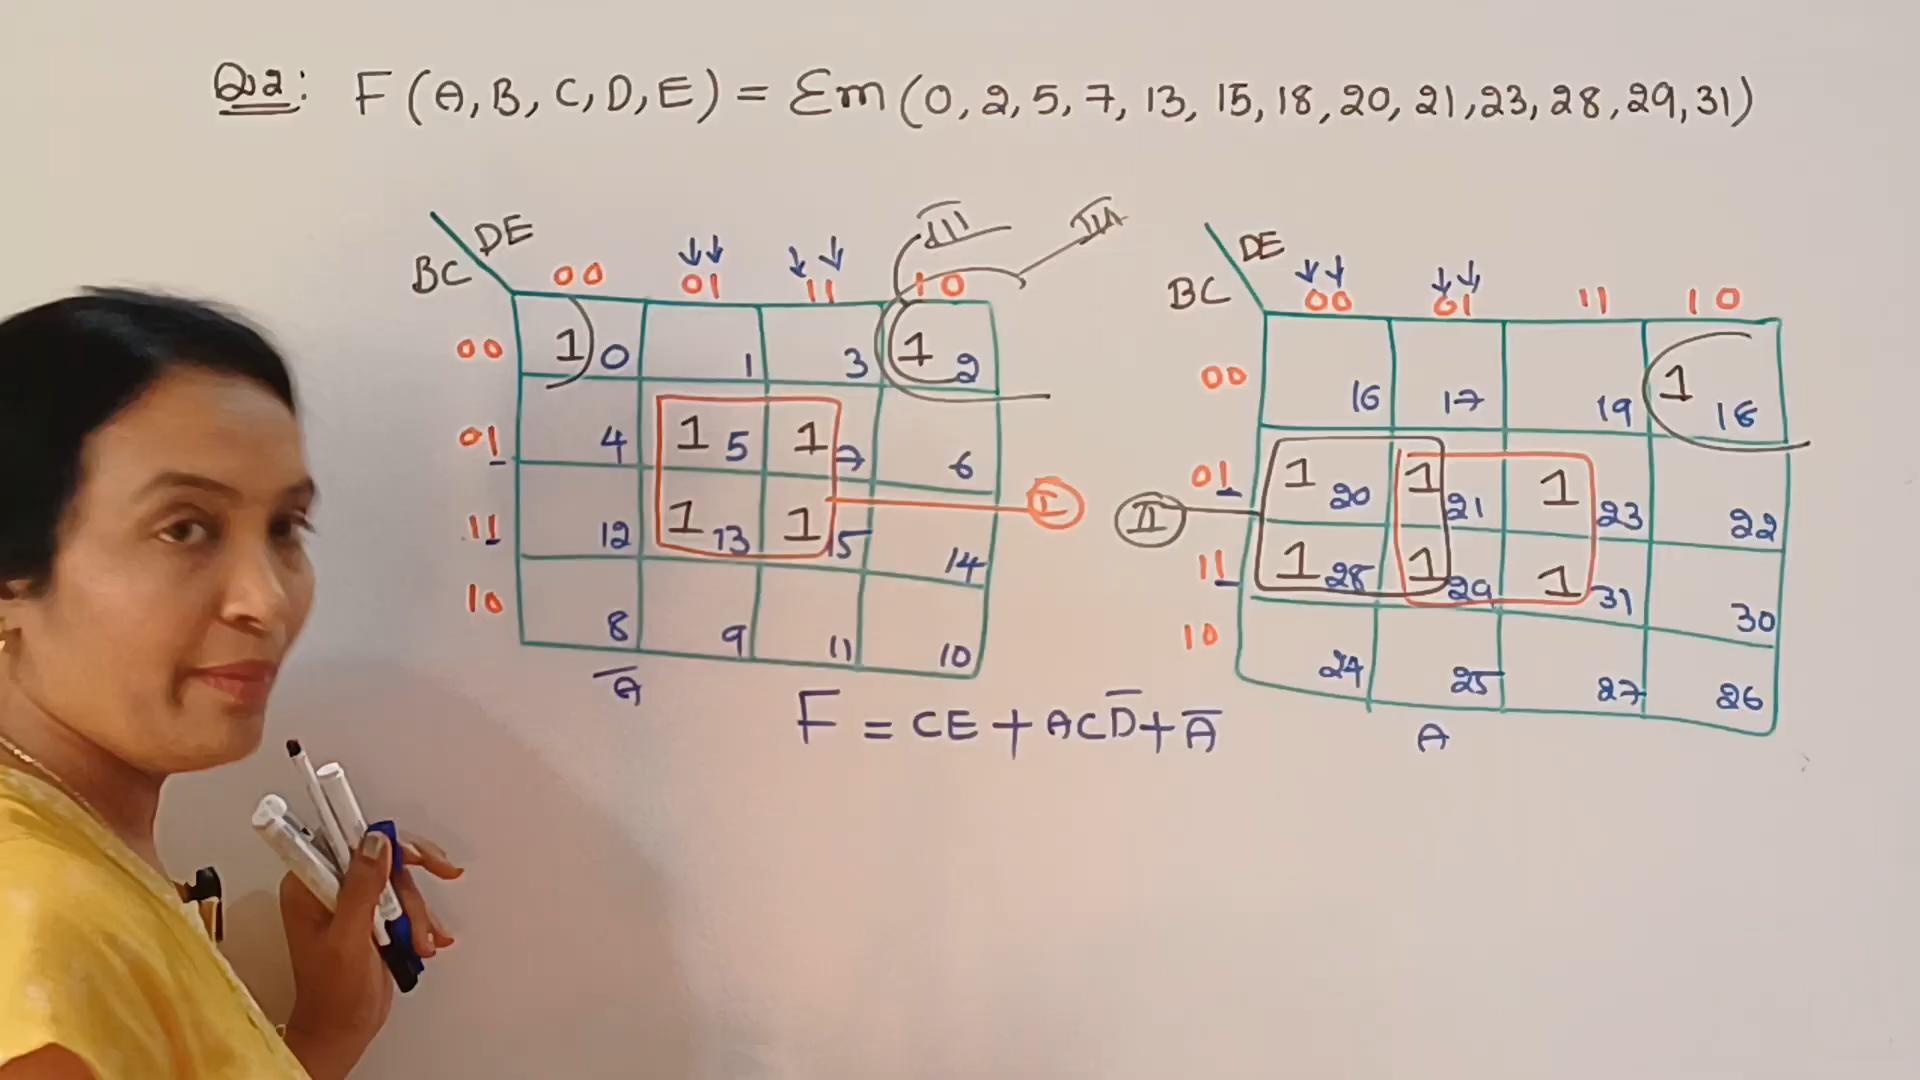 Q2: F(A,B,C,D,E) = Σm(0,2,5,7,13,15,18,20,21,23,28,29,31)
III III
DE DE
BC 00 01 11 10 BC 00 01 11 10
00 1 0 1 3 1 2 00 16 17 19 1 18
01 4 1 5 1 7 6 01 1 20 1 21 1 23 22
I II
11 12 1 13 1 15 14 11 1 28 1 29 1 31 30
10 8 9 11 10 10 24 25 27 26
A̅ A
F = CE + ACD̅ + A̅